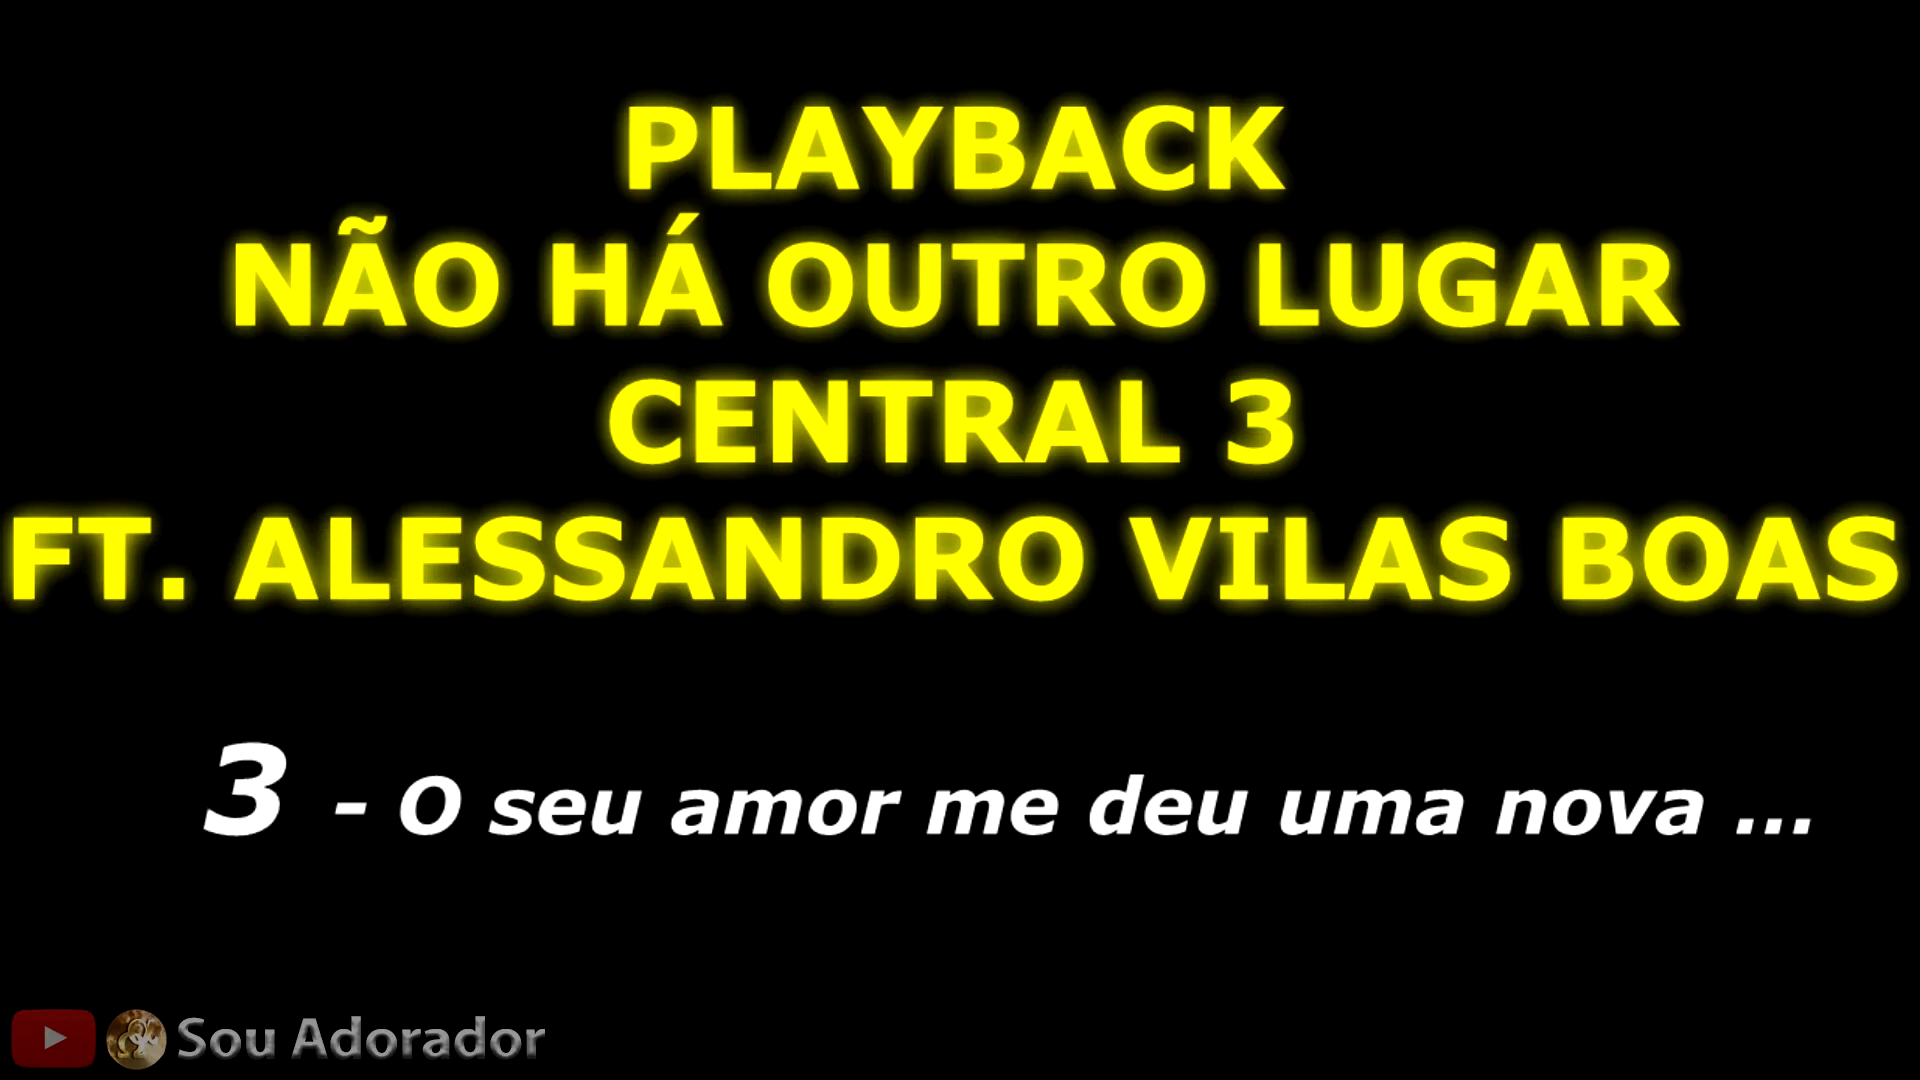 PLAYBACK
NÃO HÁ OUTRO LUGAR
CENTRAL 3
FT. ALESSANDRO VILAS BOAS
3 - O seu amor me deu uma nova ...
Sou Adorador